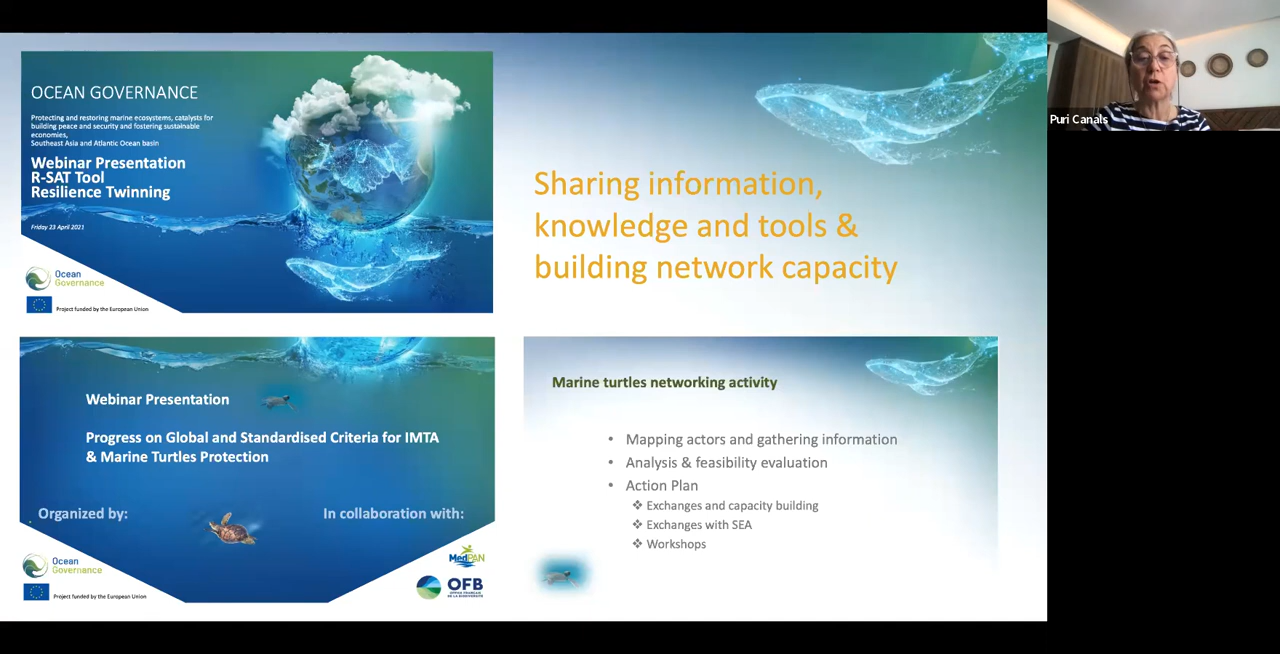 OCEAN GOVERNANCE
Protecting and restoring marine ecosystems, catalysts for
building peace and security and fostering sustainable
economies,
Southeast Asia and Atlantic Ocean basin
Webinar Presentation
R-SAT Tool
Resilience Twinning
Friday 23 April 2021
Ocean
Governance
Project funded by the European Union
Sharing information,
knowledge and tools &
building network capacity
Puri Canals
Webinar Presentation
Progress on Global and Standardised Criteria for IMTA
& Marine Turtles Protection
Organized by:
In collaboration with:
Ocean
Governance
Project funded by the European Union
MedPAN
OFB
OFFICE FRANÇAIS
DE LA BIODIVERSITÉ
Marine turtles networking activity
• Mapping actors and gathering information
• Analysis & feasibility evaluation
• Action Plan
❖ Exchanges and capacity building
❖ Exchanges with SEA
❖ Workshops